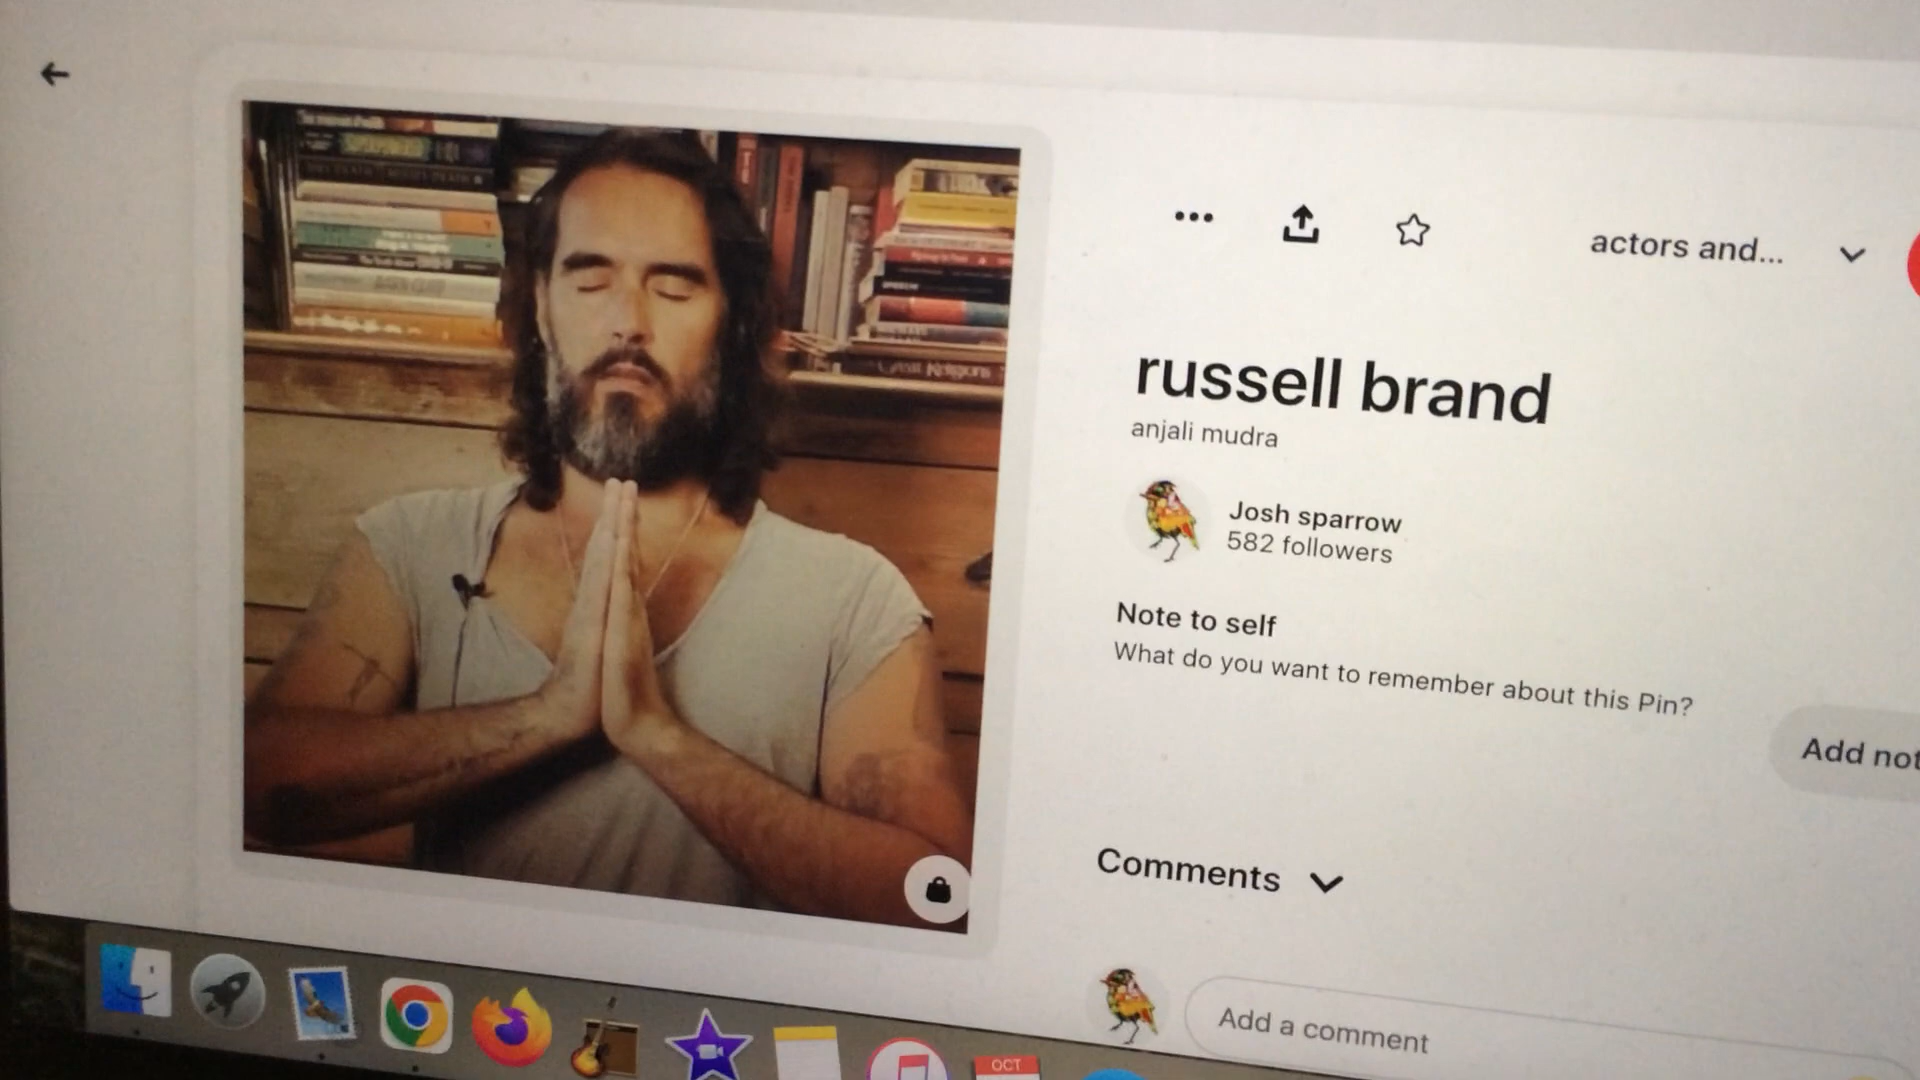 actors and...
russell brand
anjali mudra
Josh sparrow
582 followers
Note to self
What do you want to remember about this Pin?
Add not
Comments
Add a comment
OCT